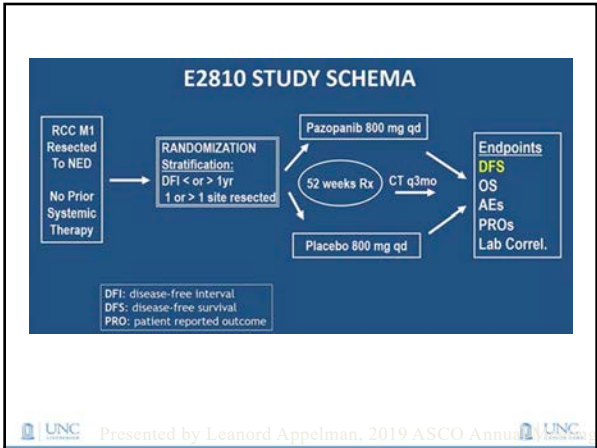 E2810 STUDY SCHEMA
RCC M1
Resected
To NED
No Prior
Systemic
Therapy
RANDOMIZATION
Stratification:
DFI < or > 1yr
1 or > 1 site resected
Pazopanib 800 mg qd
52 weeks Rx
CT q3mo
Placebo 800 mg qd
Endpoints
DFS
OS
AEs
PROs
Lab Correl.
DFI: disease-free interval
DFS: disease-free survival
PRO: patient reported outcome
UNC
Presented by Leanord Appelman, 2019 ASCO Annual
UNC